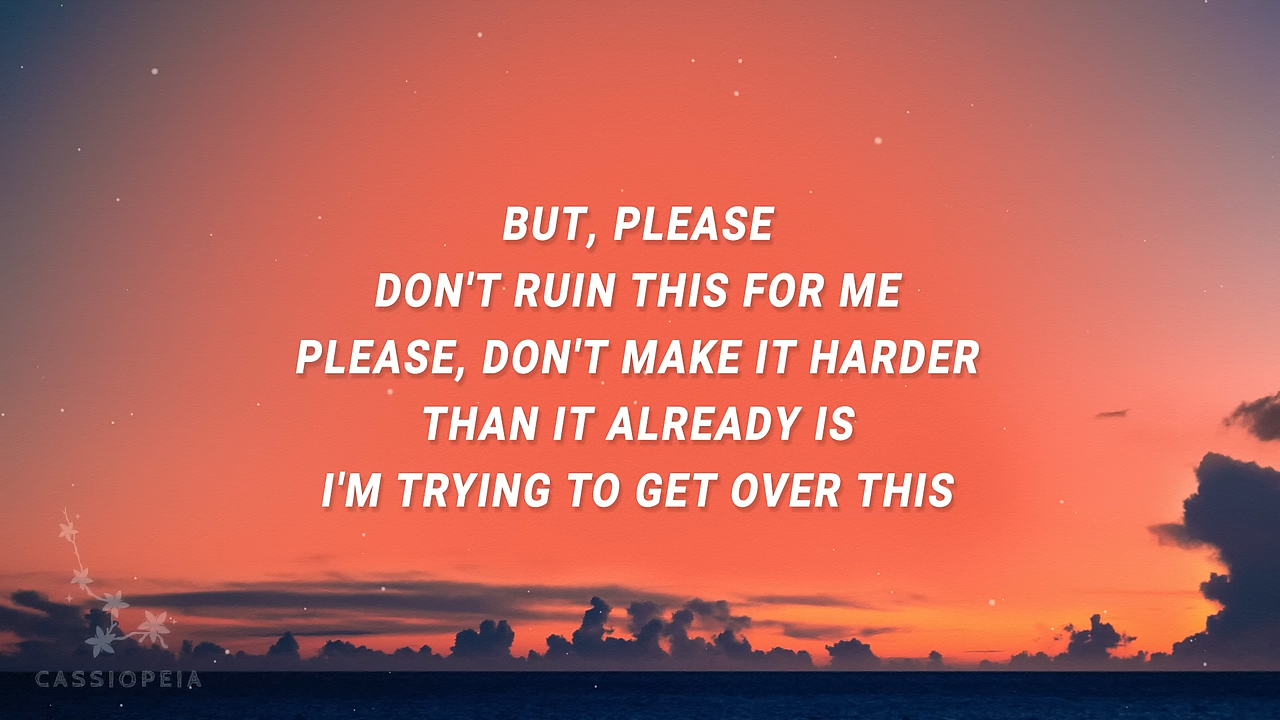 BUT, PLEASE
DON'T RUIN THIS FOR ME
PLEASE, DON'T MAKE IT HARDER
THAN IT ALREADY IS
I'M TRYING TO GET OVER THIS
CASSIOPEIA